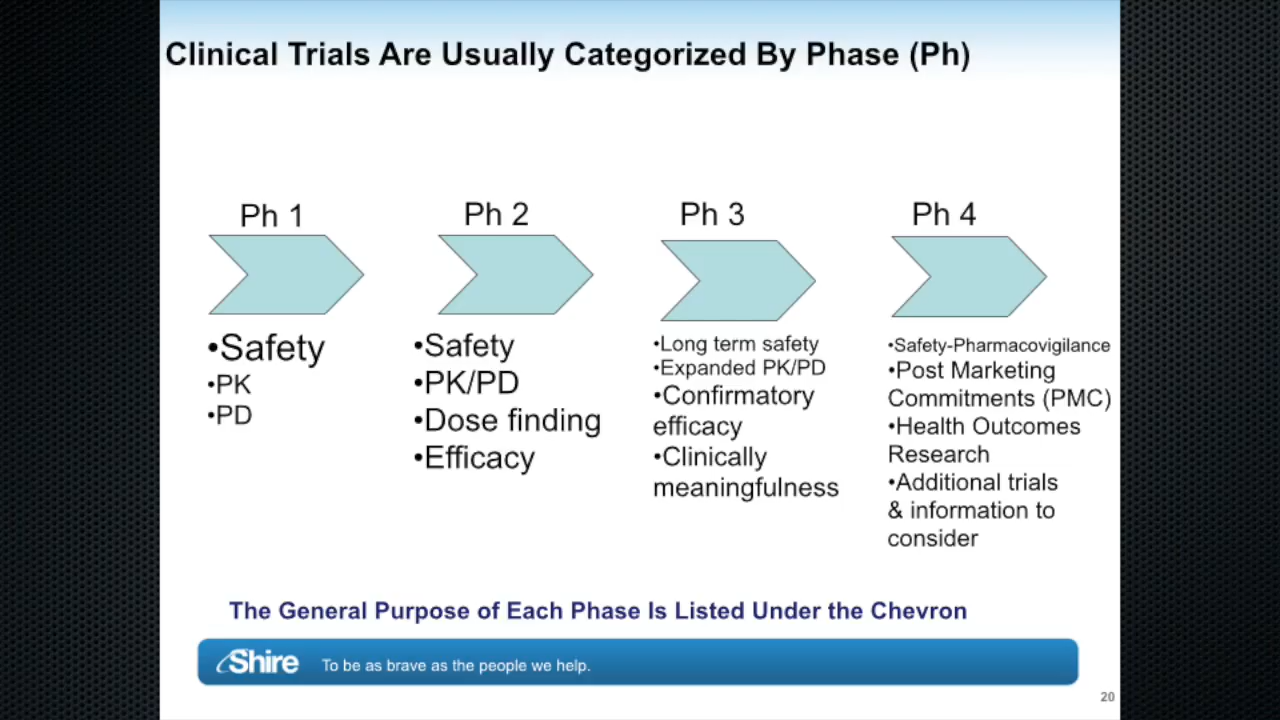 Clinical Trials Are Usually Categorized By Phase (Ph)
Ph 1
•Safety
•PK
•PD
Ph 2
•Safety
•PK/PD
•Dose finding
•Efficacy
Ph 3
•Long term safety
•Expanded PK/PD
•Confirmatory
efficacy
•Clinically
meaningfulness
Ph 4
•Safety-Pharmacovigilance
•Post Marketing
Commitments (PMC)
•Health Outcomes
Research
•Additional trials
& information to
consider
The General Purpose of Each Phase Is Listed Under the Chevron
Shire To be as brave as the people we help.
20